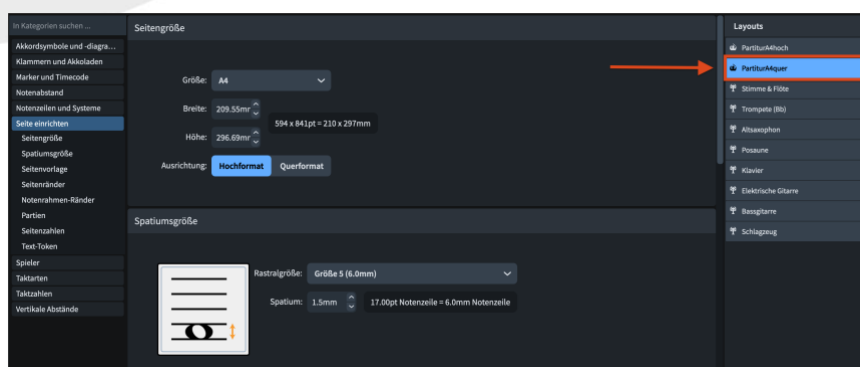 In Kategorien suchen ...
Akkordsymbole und -diagra...
Klammern und Akkoladen
Marker und Timecode
Notenabstand
Notenzeilen und Systeme
Seite einrichten
Seitengröße
Spatiumsgröße
Seitenvorlage
Seitenränder
Notenrahmen-Ränder
Partien
Seitenzahlen
Text-Token
Spieler
Taktarten
Taktzahlen
Vertikale Abstände
Seitengröße
Größe: A4
Breite: 209.55mr
594 x 841pt = 210 x 297mm
Höhe: 296.69mr
Ausrichtung: Hochformat Querformat
Spatiumsgröße
Rastralgröße: Größe 5 (6.0mm)
Spatium: 1.5mm 17.00pt Notenzeile = 6.0mm Notenzeile
Layouts
PartiturA4hoch
PartiturA4quer
Stimme & Flöte
Trompete (Bb)
Altsaxophon
Posaune
Klavier
Elektrische Gitarre
Bassgitarre
Schlagzeug